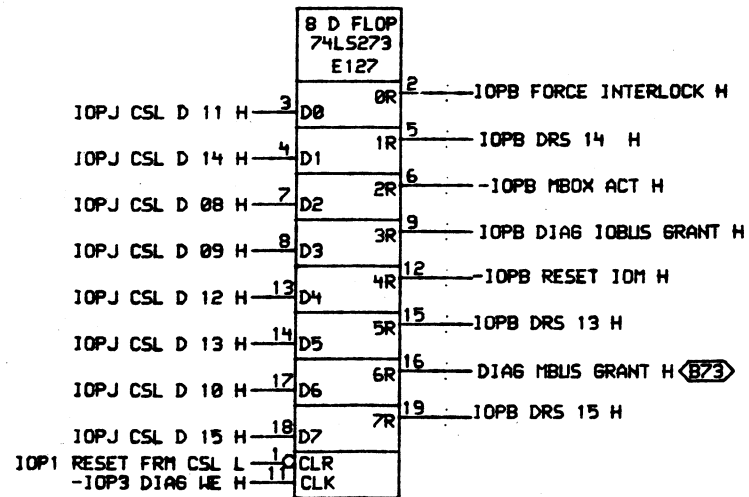 8 D FLOP
74LS273
E127
0R 2 IOPB FORCE INTERLOCK H
IOPJ CSL D 11 H 3 D0
1R 5 IOPB DRS 14 H
IOPJ CSL D 14 H 4 D1
2R 6 -IOPB MBOX ACT H
IOPJ CSL D 08 H 7 D2
3R 9 IOPB DIAG IOBUS GRANT H
IOPJ CSL D 09 H 8 D3
4R 12 -IOPB RESET IOM H
IOPJ CSL D 12 H 13 D4
5R 15 IOPB DRS 13 H
IOPJ CSL D 13 H 14 D5
6R 16 DIAG MBUS GRANT H B73
IOPJ CSL D 10 H 17 D6
7R 19 IOPB DRS 15 H
IOPJ CSL D 15 H 18 D7
IOP1 RESET FRM CSL L 1 CLR
-IOP3 DIAG WE H 11 CLK